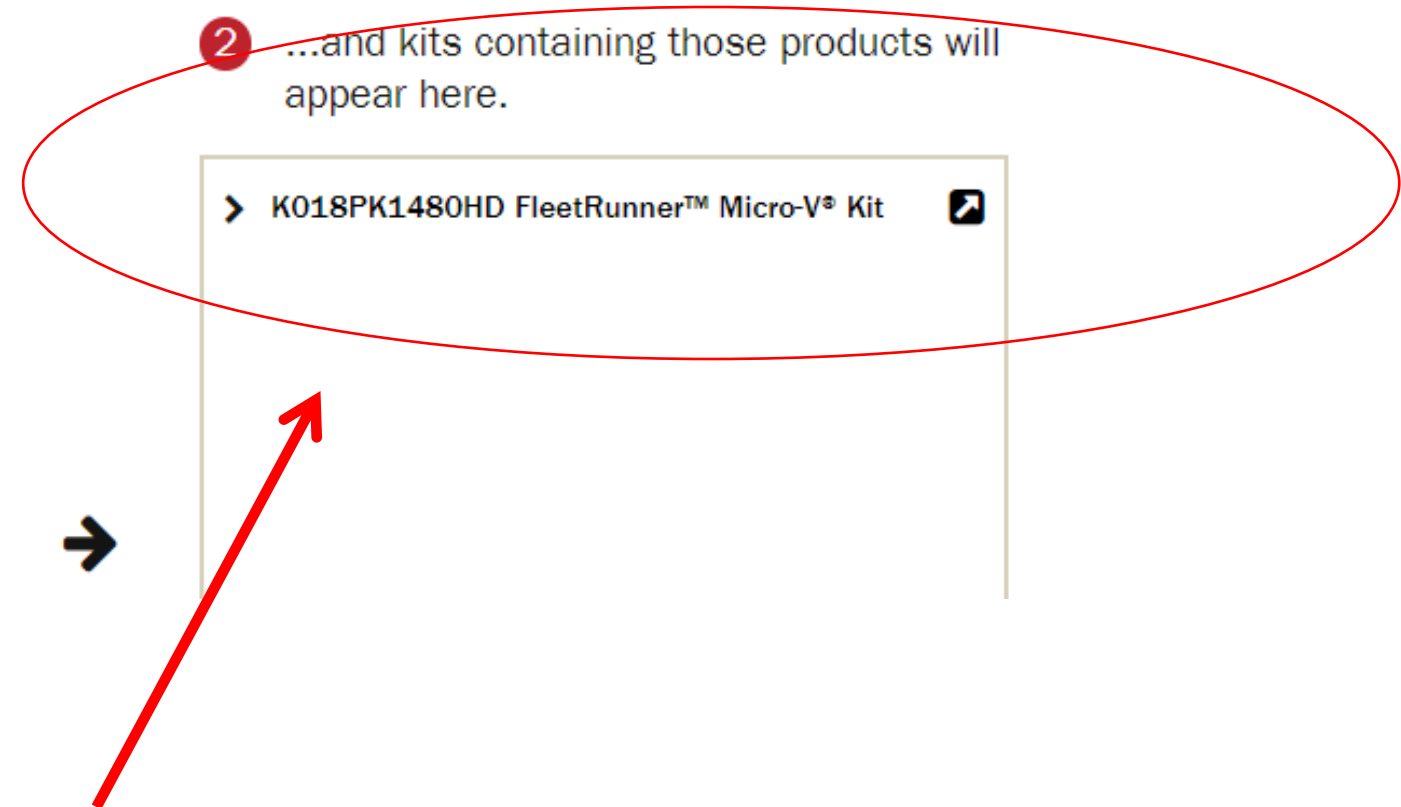 2 ...and kits containing those products will
appear here.
K018PK1480HD FleetRunner™ Micro-V® Kit